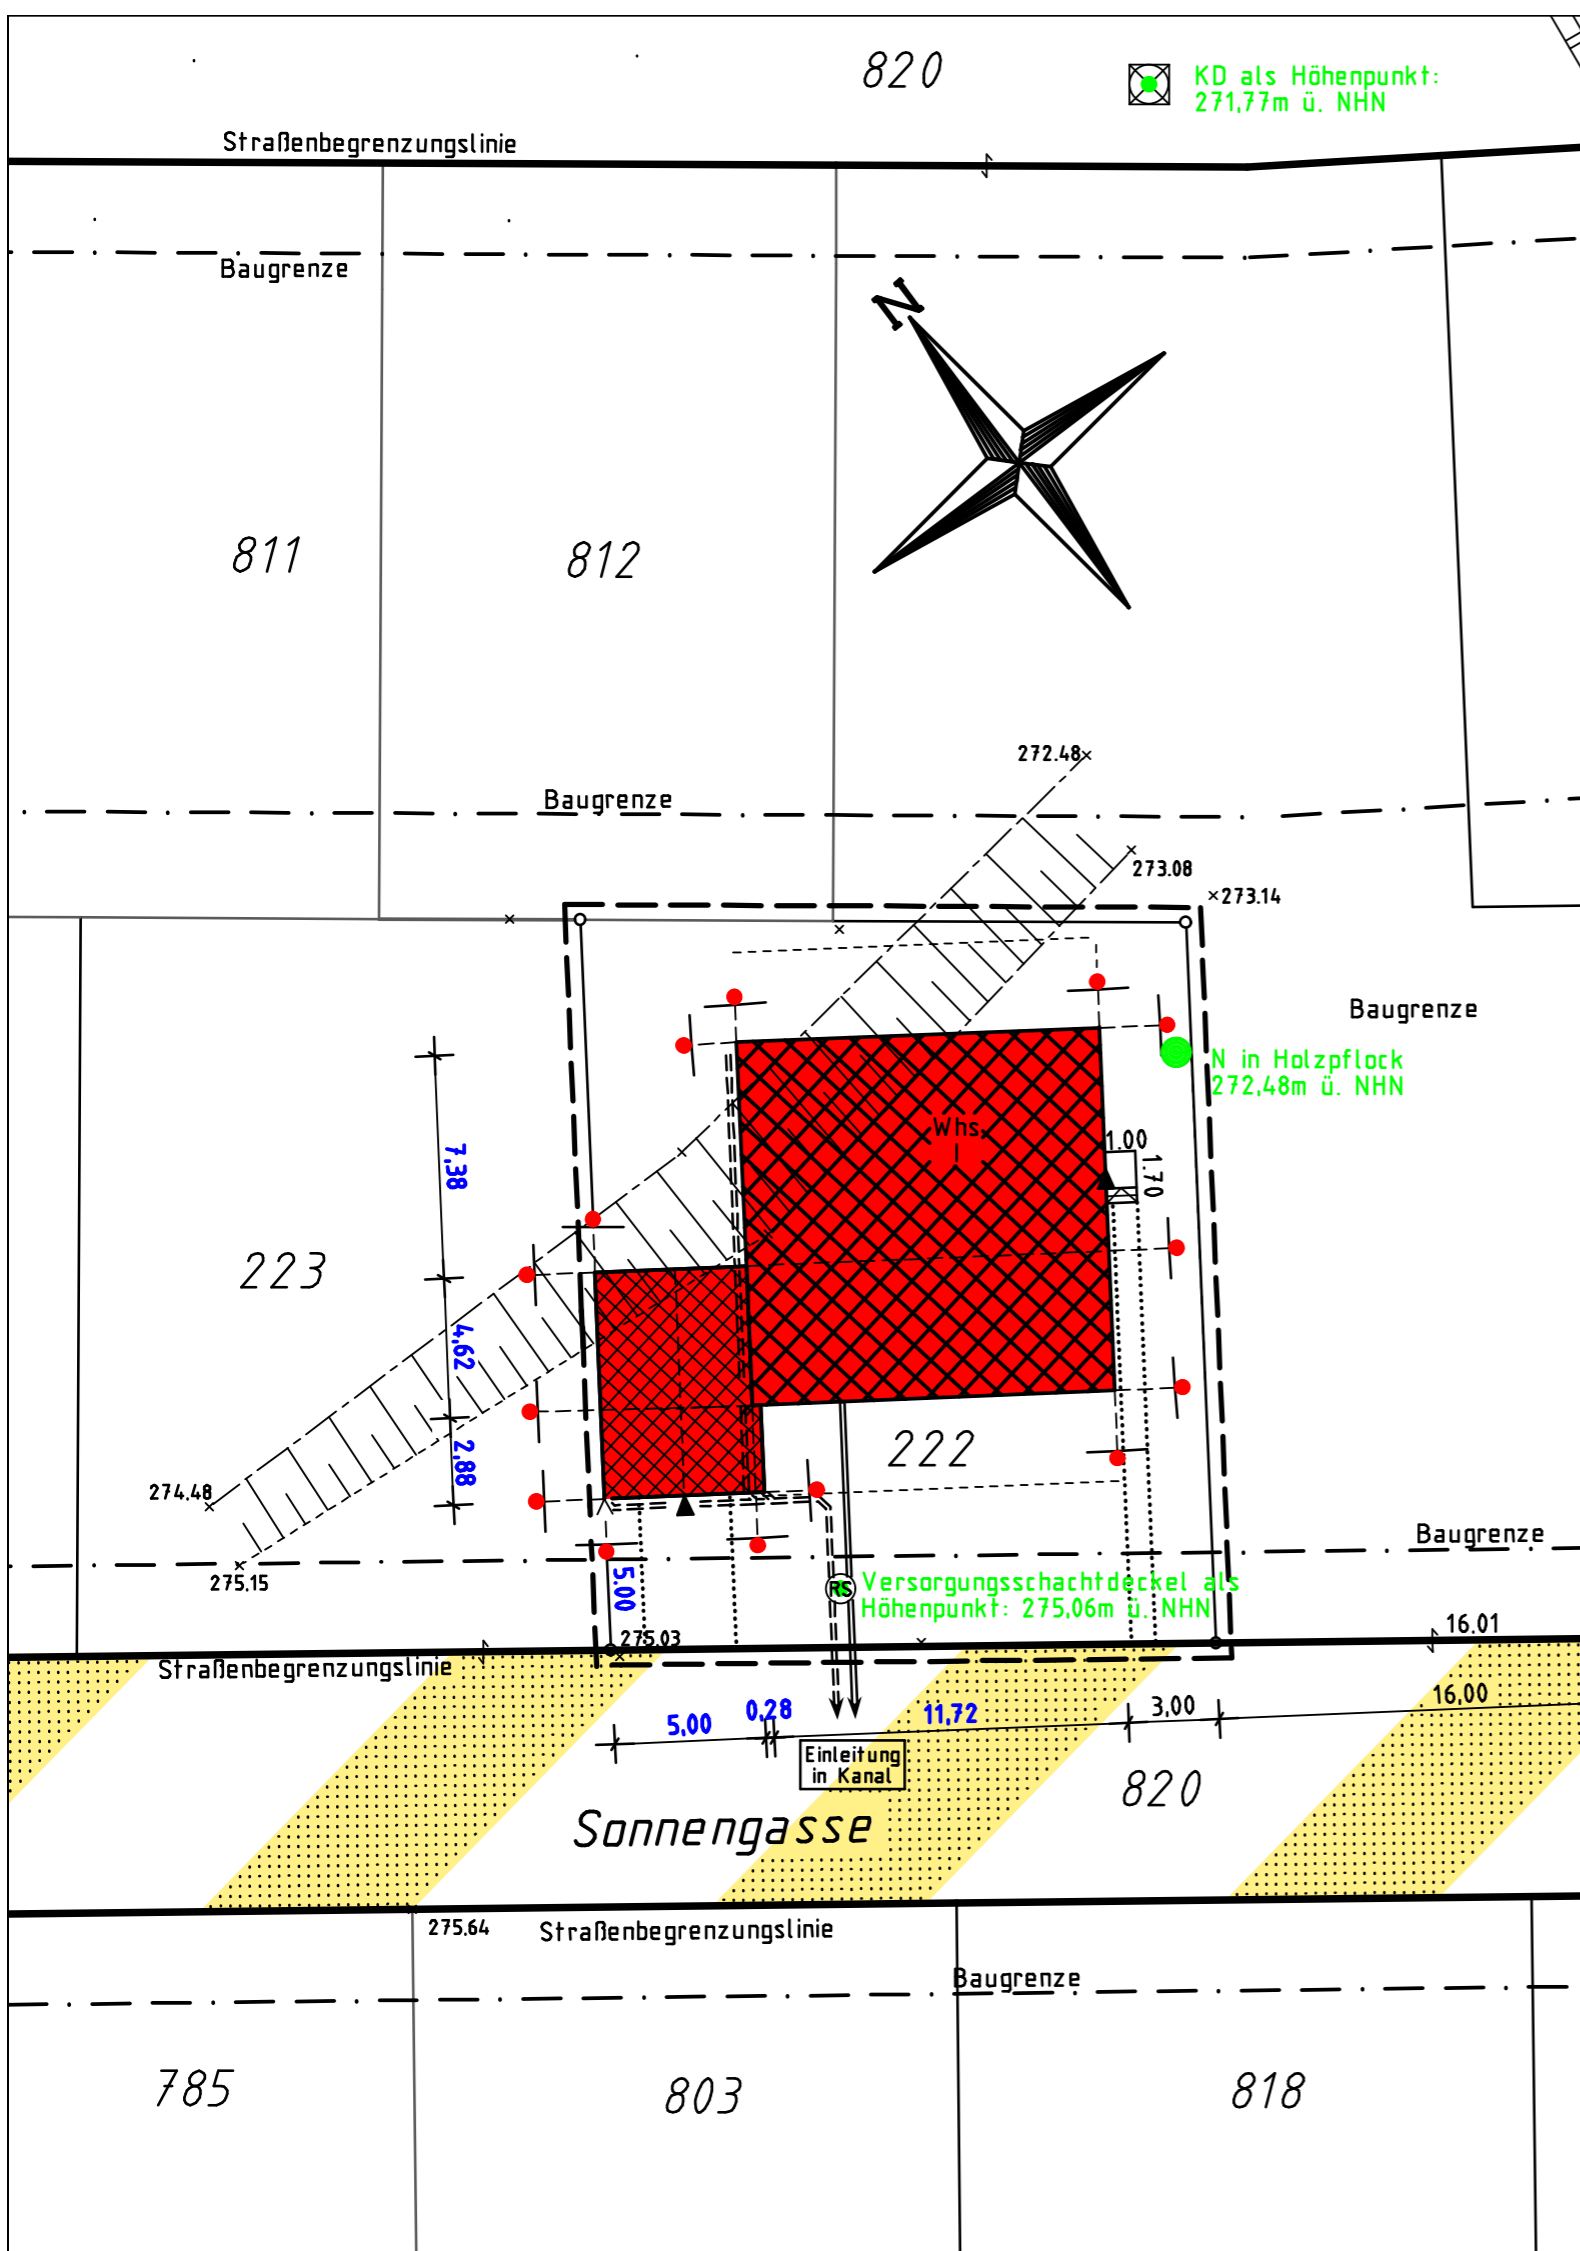 820
KD als Höhenpunkt:
271,77m ü. NHN
Straßenbegrenzungslinie
Baugrenze
N
811
812
272.48
Baugrenze
273.08
273.14
Baugrenze
N in Holzpflock
272,48m ü. NHN
Whs.
I
1.00
1.70
7,38
223
4,62
222
2,88
274.48
Baugrenze
275.15
5.00
RS
Versorgungsschachtdeckel als
Höhenpunkt: 275,06m ü. NHN
275.03
16.01
Straßenbegrenzungslinie
5,00
0,28
11,72
3,00
16,00
Einleitung
in Kanal
820
Sonnengasse
275.64
Straßenbegrenzungslinie
Baugrenze
785
803
818